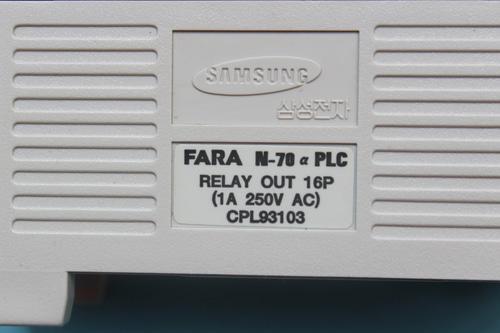 SAMSUNG
삼성전자
FARA N-70 α PLC
RELAY OUT 16P
(1A 250V AC)
CPL93103